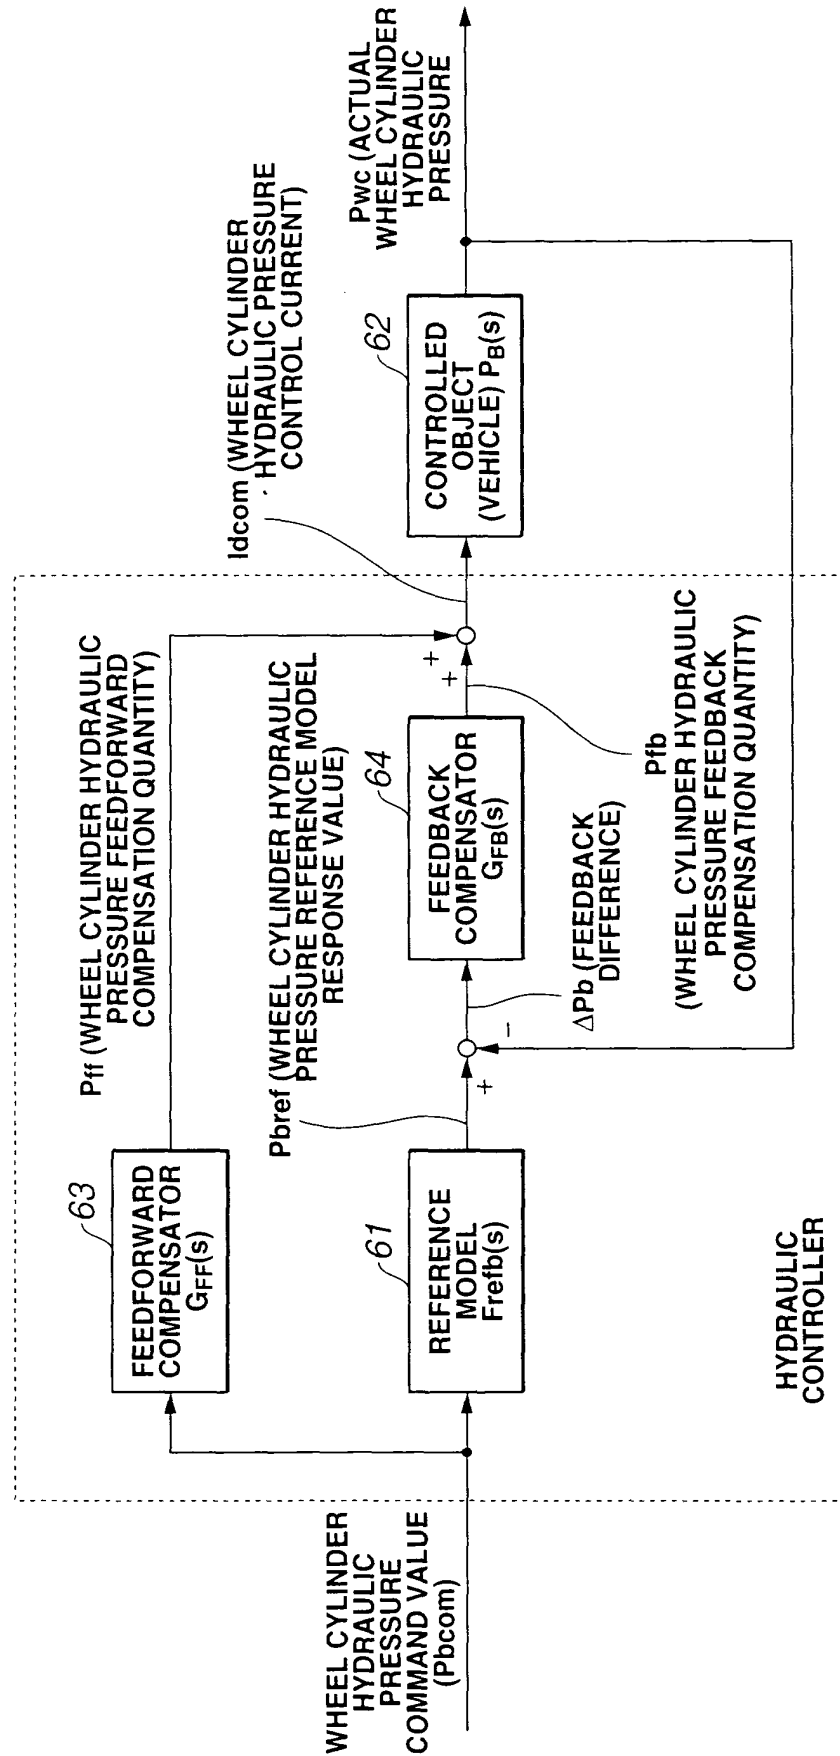 WHEEL CYLINDER
HYDRAULIC
PRESSURE
COMMAND VALUE
(Pbcom)
63
FEEDFORWARD
COMPENSATOR
GFF(s)
Pff (WHEEL CYLINDER HYDRAULIC
PRESSURE FEEDFORWARD
COMPENSATION QUANTITY)
61
REFERENCE
MODEL
Frefb(s)
Pbref (WHEEL CYLINDER HYDRAULIC
PRESSURE REFERENCE MODEL
RESPONSE VALUE)
+
-
ΔPb (FEEDBACK
DIFFERENCE)
64
FEEDBACK
COMPENSATOR
GFB(s)
+
+
Pfb
(WHEEL CYLINDER HYDRAULIC
PRESSURE FEEDBACK
COMPENSATION QUANTITY)
Idcom (WHEEL CYLINDER
HYDRAULIC PRESSURE
CONTROL CURRENT)
62
CONTROLLED
OBJECT
(VEHICLE) PB(s)
Pwc (ACTUAL
WHEEL CYLINDER
HYDRAULIC
PRESSURE
HYDRAULIC
CONTROLLER